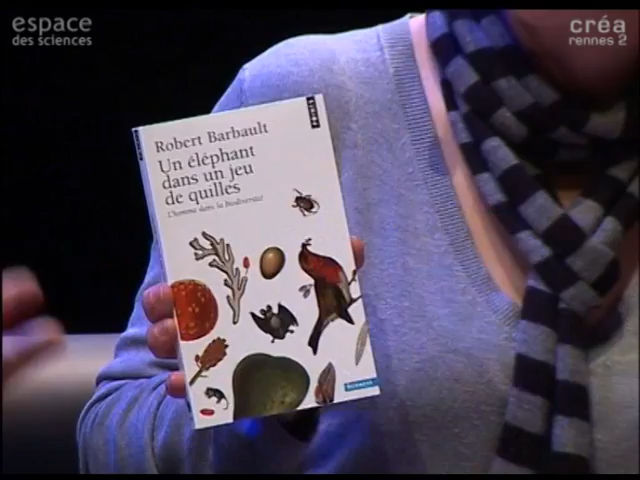 espace
des sciences
créa
rennes 2
POINTS
Robert Barbault
Un éléphant
dans un jeu
de quilles
L'homme dans la biodiversité